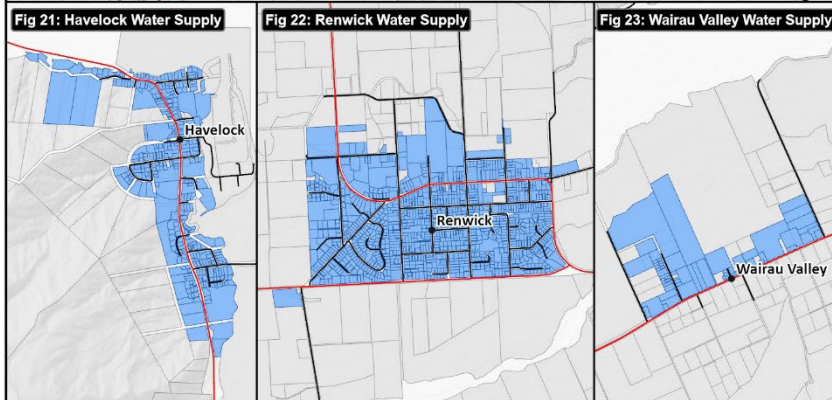 Fig 21: Havelock Water Supply
Fig 22: Renwick Water Supply
Fig 23: Wairau Valley Water Supply
Havelock
Renwick
Wairau Valley